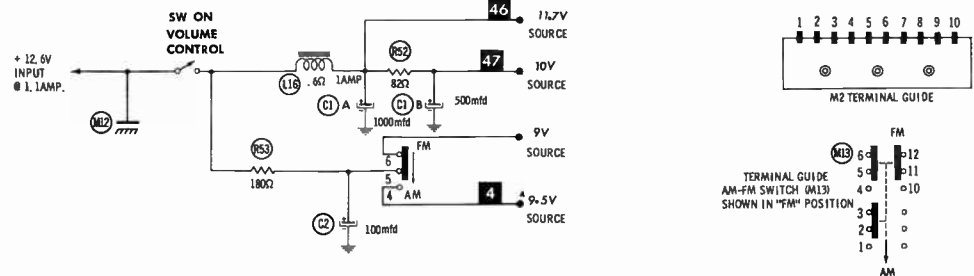 SW ON
VOLUME
CONTROL
+ 12.6V
INPUT
@ 1.1AMP.
M12
L16
.6Ω
1AMP
46
11.7V
SOURCE
R52
82Ω
47
10V
SOURCE
C1 A
1000mfd
C1 B
500mfd
R53
180Ω
C2
100mfd
FM
6
5
4
AM
9V
SOURCE
4
9.5V
SOURCE
1 2 3 4 5 6 7 8 9 10
M2 TERMINAL GUIDE
TERMINAL GUIDE
AM-FM SWITCH (M13)
SHOWN IN "FM" POSITION
M13
FM
6
12
5
11
4
10
3
2
1
AM